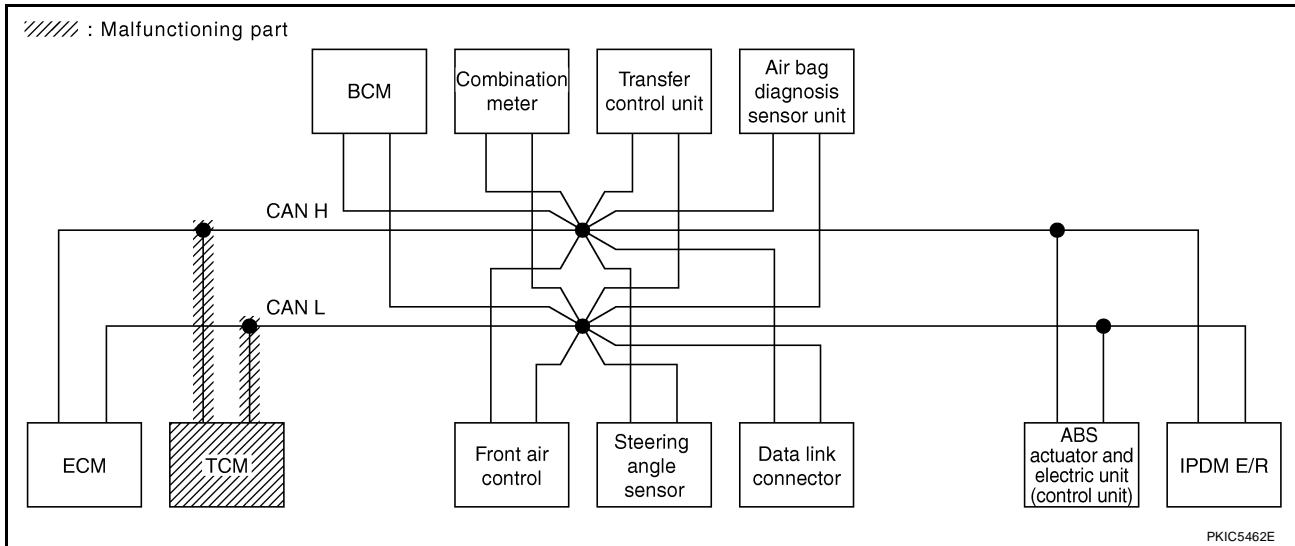 : Malfunctioning part
BCM
Combination
meter
Transfer
control unit
Air bag
diagnosis
sensor unit
CAN H
CAN L
ECM
TCM
Front air
control
Steering
angle
sensor
Data link
connector
ABS
actuator and
electric unit
(control unit)
IPDM E/R
PKIC5462E